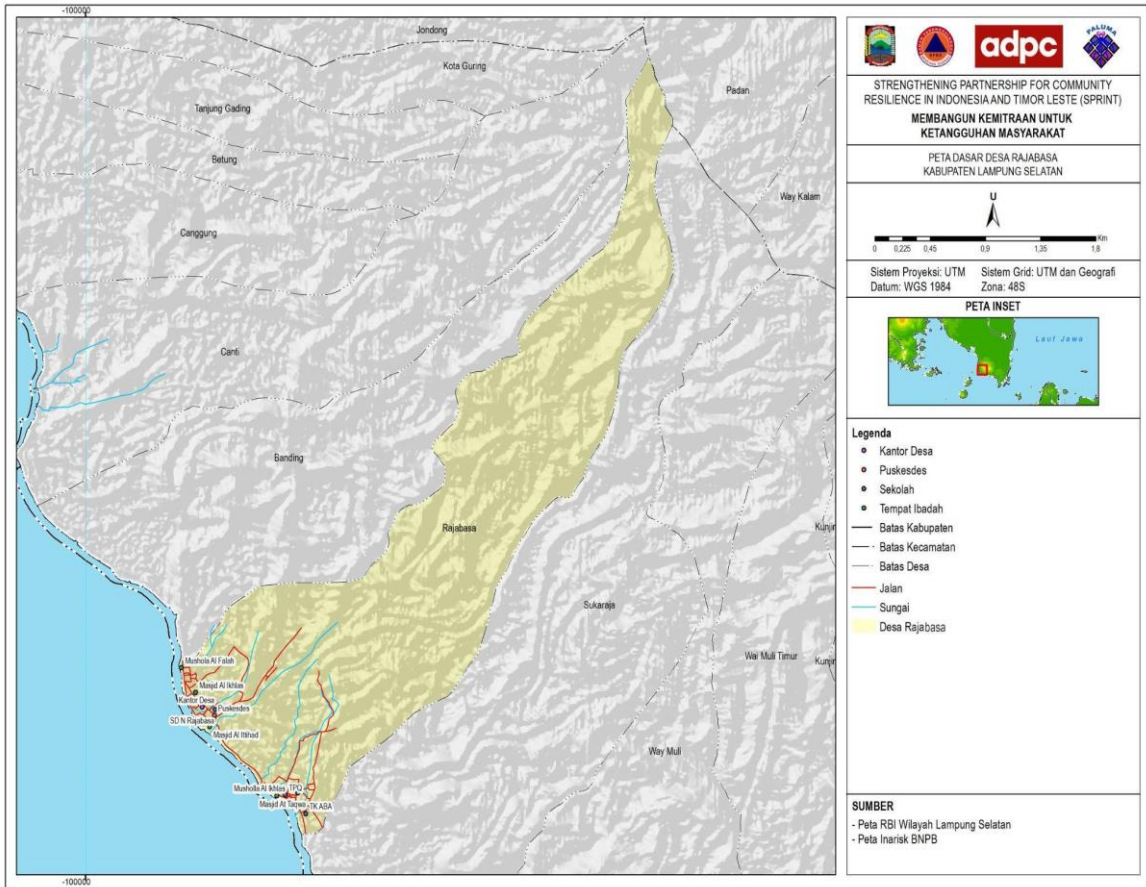 -100000
Jondong
Kota Guring
Padan
Tanjung Gading
Betung
Way Kalam
Canggung
Canti
Banding
Rajabasa
Kunjir
Sukaraja
Wai Muli Timur
Kunjir
Way Muli
Mushola Al Falah
Masjid Al Ikhlas
Kantor Desa
Puskesdes
SD N Rajabasa
Masjid Al Ittihad
Musholla Al Ikhlas
TPQ
Masjid At Taqwa
TK ABA
-100000
adpc
PALUMA
STRENGTHENING PARTNERSHIP FOR COMMUNITY
RESILIENCE IN INDONESIA AND TIMOR LESTE (SPRINT)
MEMBANGUN KEMITRAAN UNTUK
KETANGGUHAN MASYARAKAT
PETA DASAR DESA RAJABASA
KABUPATEN LAMPUNG SELATAN
U
0 0,225 0,45 0,9 1,35 1,8 Km
Sistem Proyeksi: UTM Sistem Grid: UTM dan Geografi
Datum: WGS 1984 Zona: 48S
PETA INSET
Laut Jawa
Legenda
Kantor Desa
Puskesdes
Sekolah
Tempat Ibadah
Batas Kabupaten
Batas Kecamatan
Batas Desa
Jalan
Sungai
Desa Rajabasa
SUMBER
- Peta RBI Wilayah Lampung Selatan
- Peta Inarisk BNPB